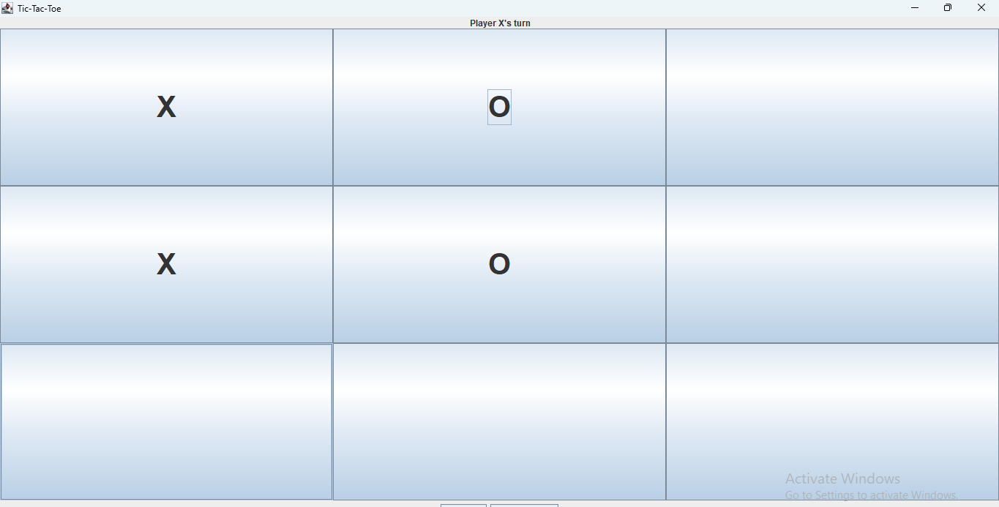 Tic-Tac-Toe
Player X's turn
X O
X O
Activate Windows
Go to Settings to activate Windows.